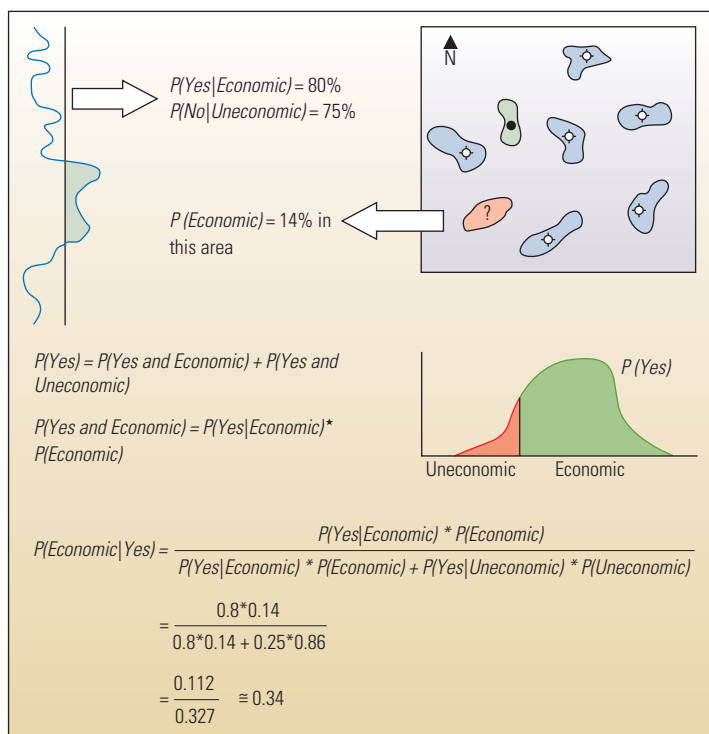 P(Yes|Economic) = 80%
P(No|Uneconomic) = 75%
N
P (Economic) = 14% in
this area
?
P(Yes) = P(Yes and Economic) + P(Yes and
Uneconomic)
P(Yes and Economic) = P(Yes|Economic)*
P(Economic)
P (Yes)
Uneconomic Economic
P(Economic|Yes) = P(Yes|Economic) * P(Economic)
P(Yes|Economic) * P(Economic) + P(Yes|Uneconomic) * P(Uneconomic)
= 0.8*0.14
0.8*0.14 + 0.25*0.86
= 0.112
0.327
≅ 0.34